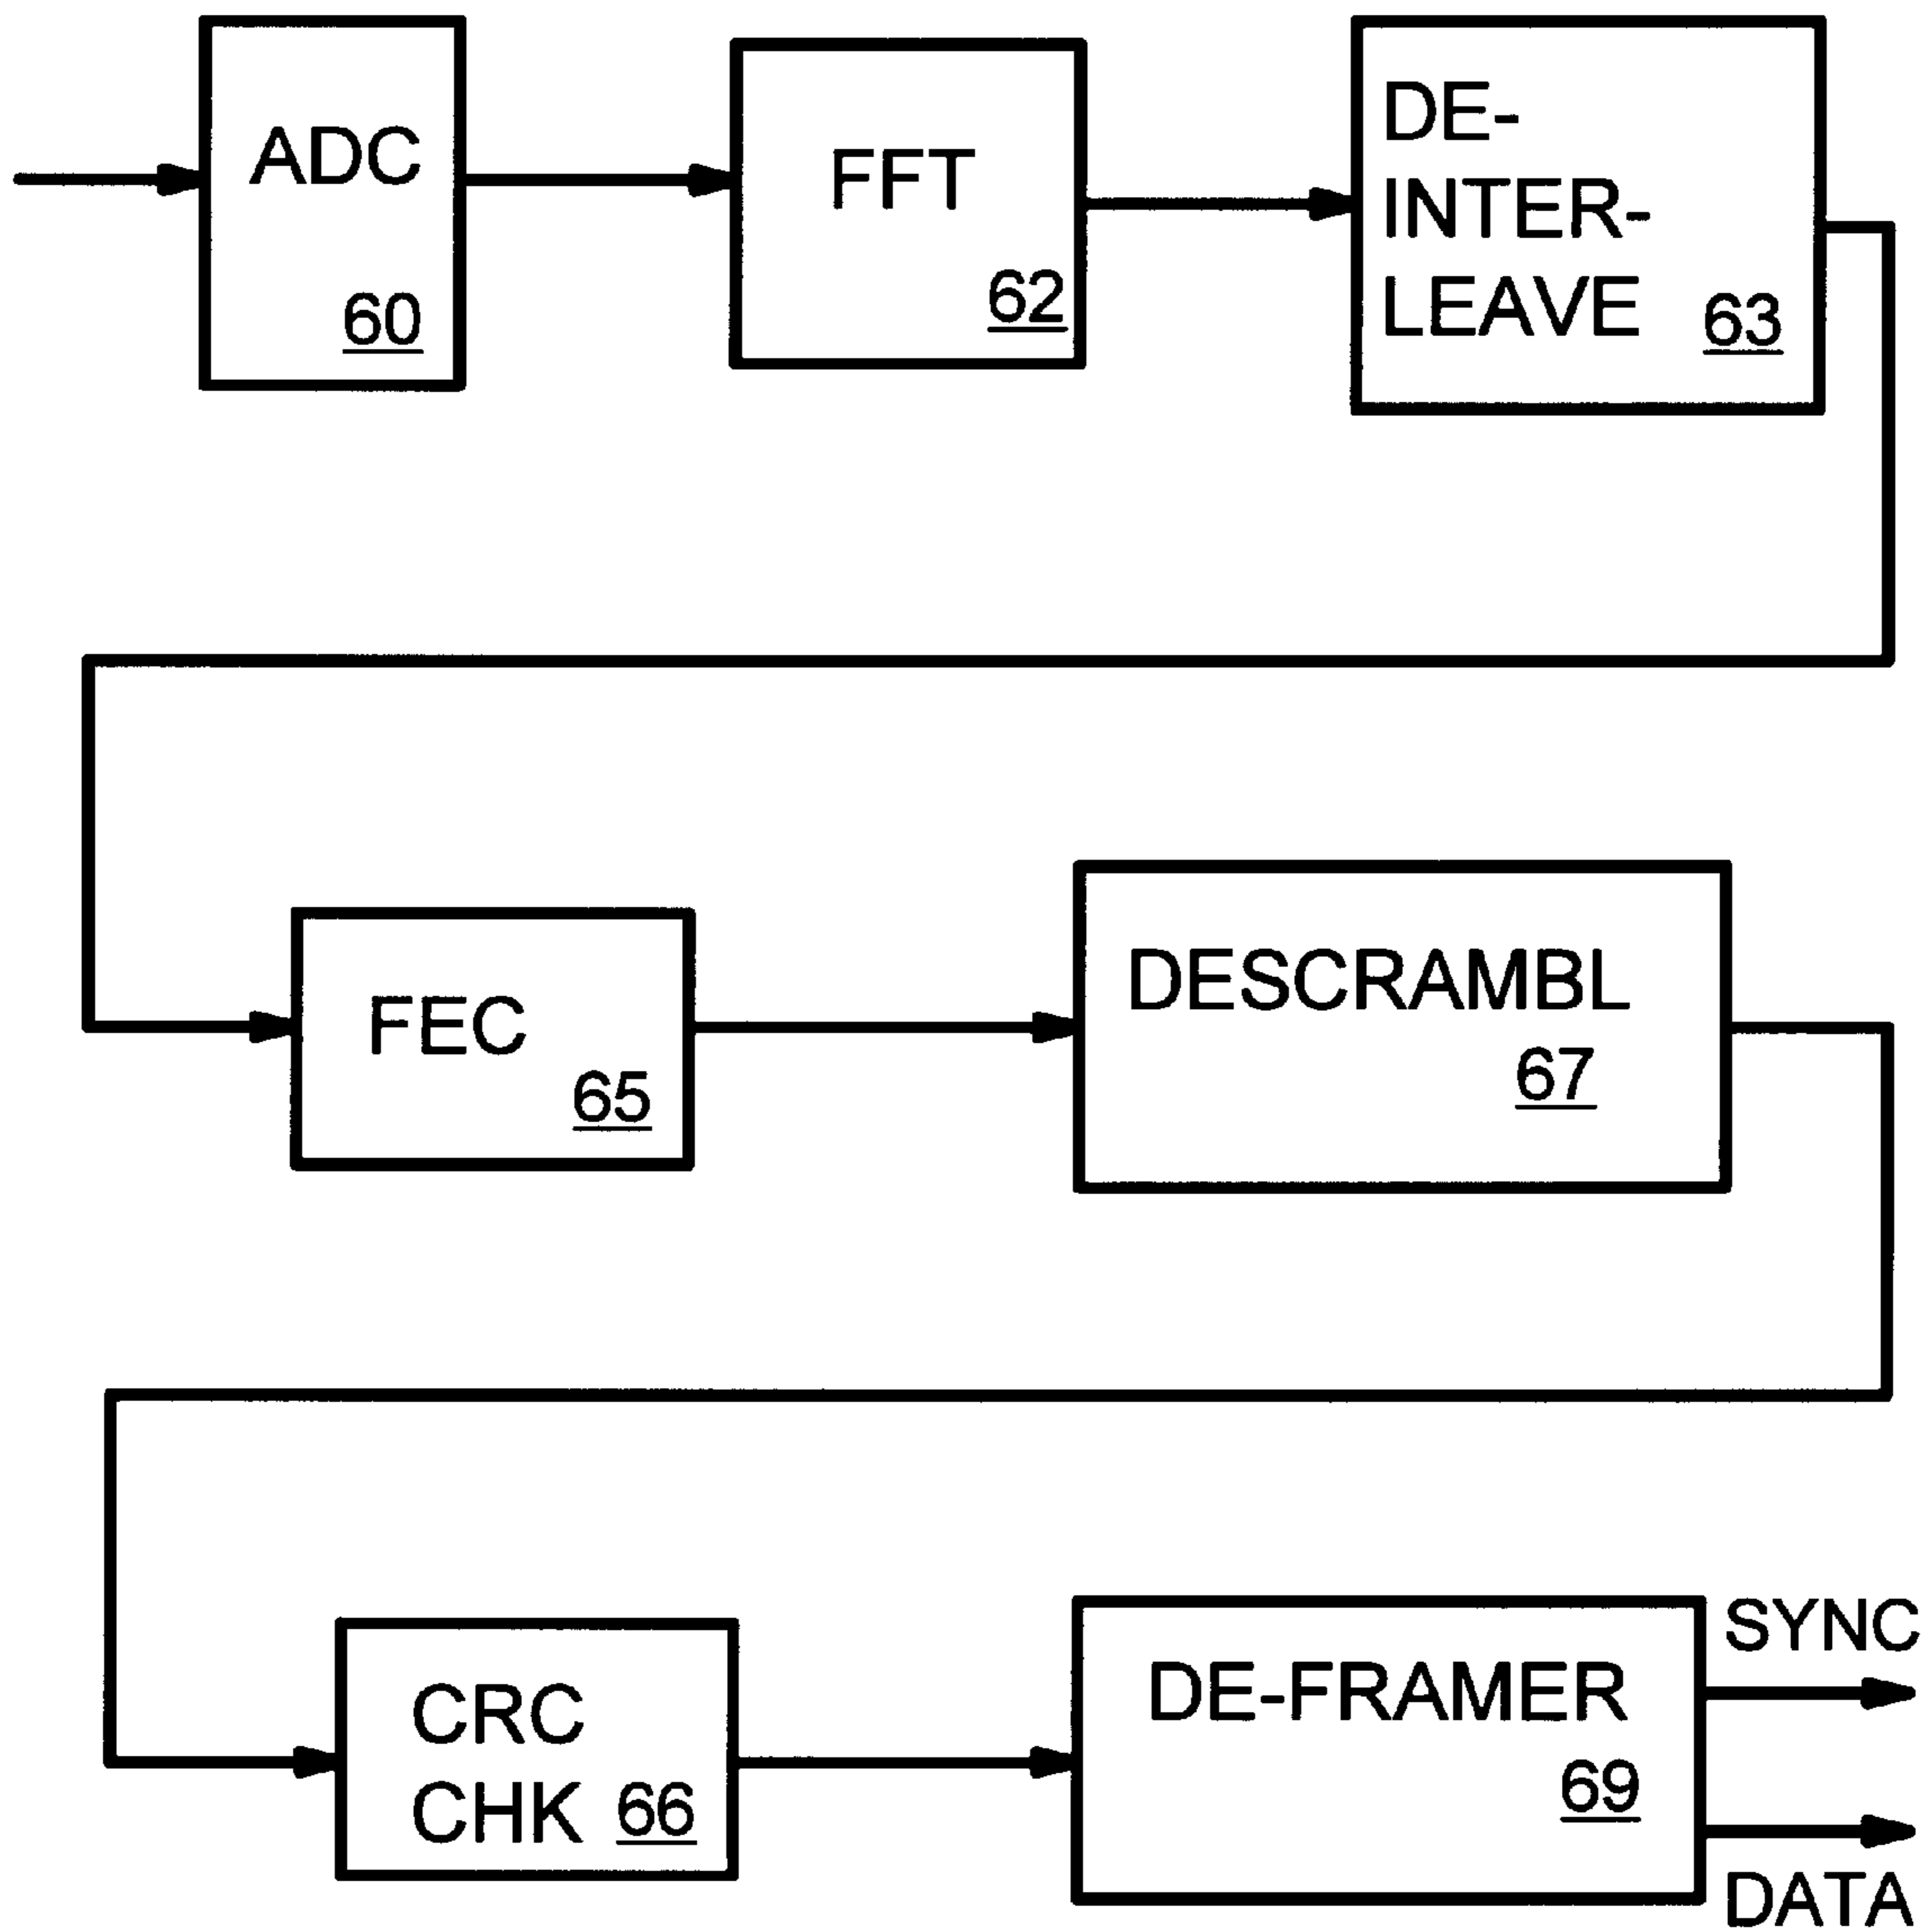 ADC
60
FFT
62
DE-
INTER-
LEAVE
63
FEC
65
DESCRAMBL
67
CRC
CHK 66
DE-FRAMER
69
SYNC
DATA